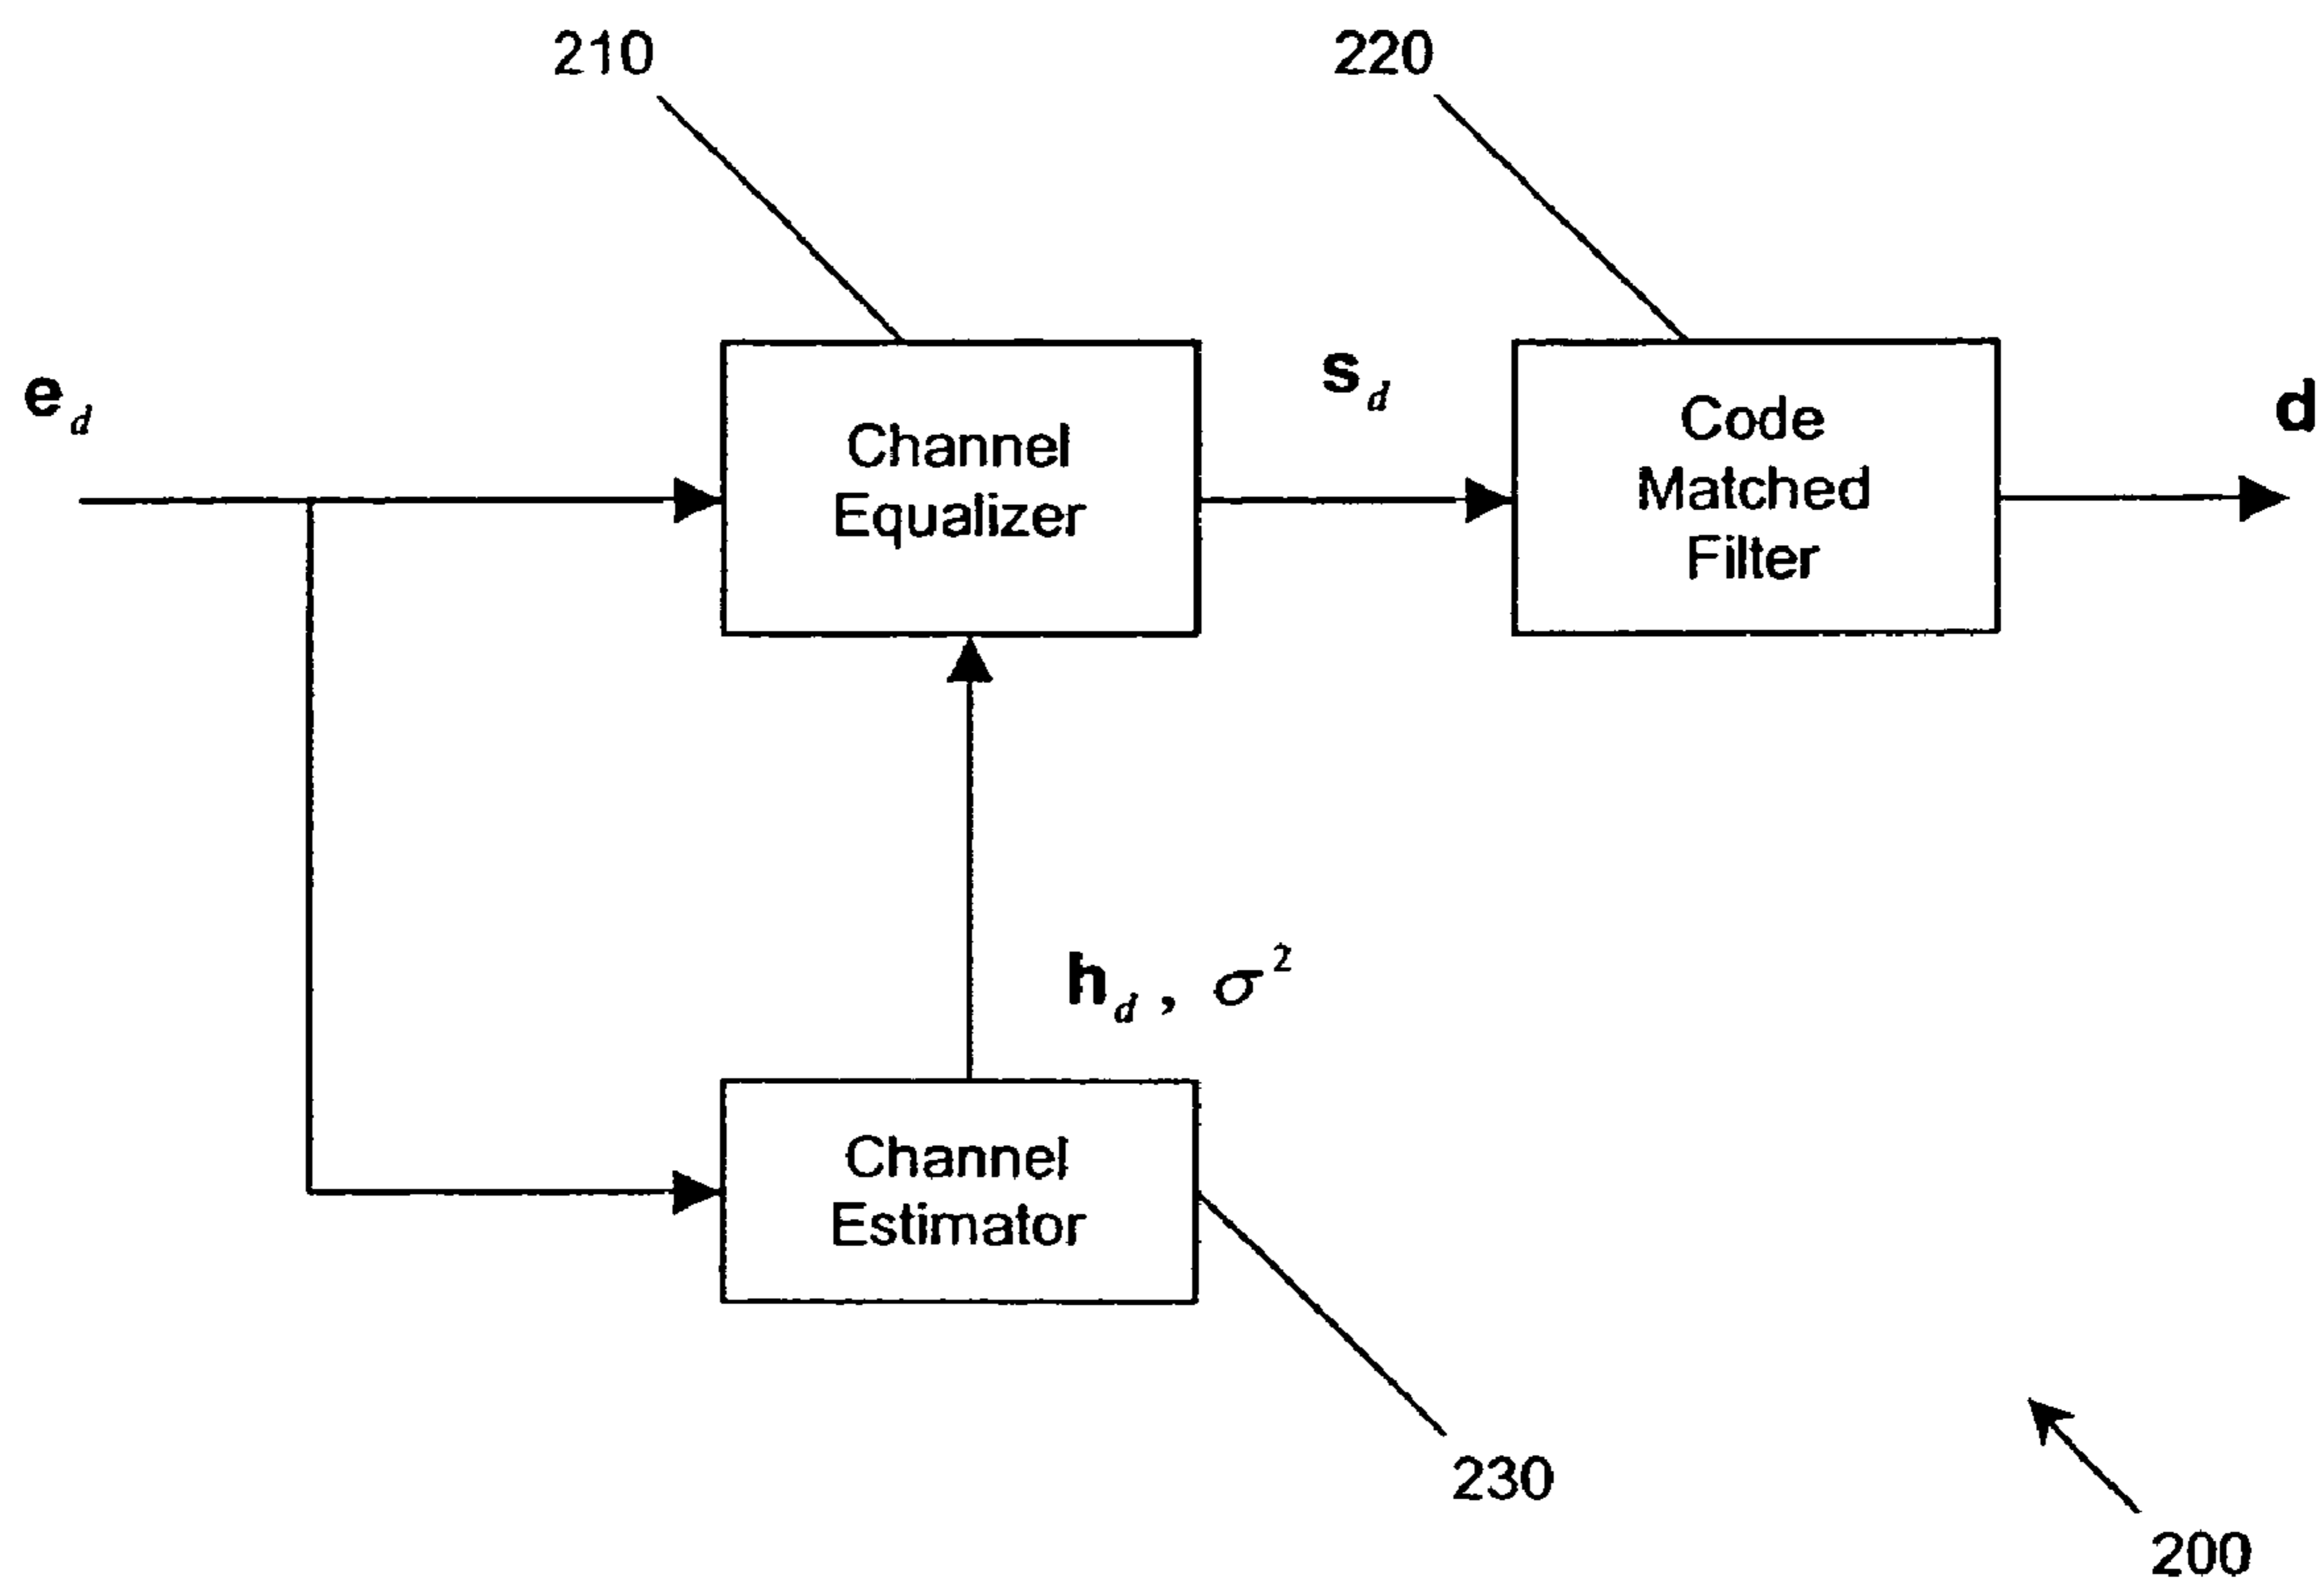 210
220
e_d
Channel
Equalizer
s_d
Code
Matched
Filter
d
h_d, σ²
Channel
Estimator
230
200